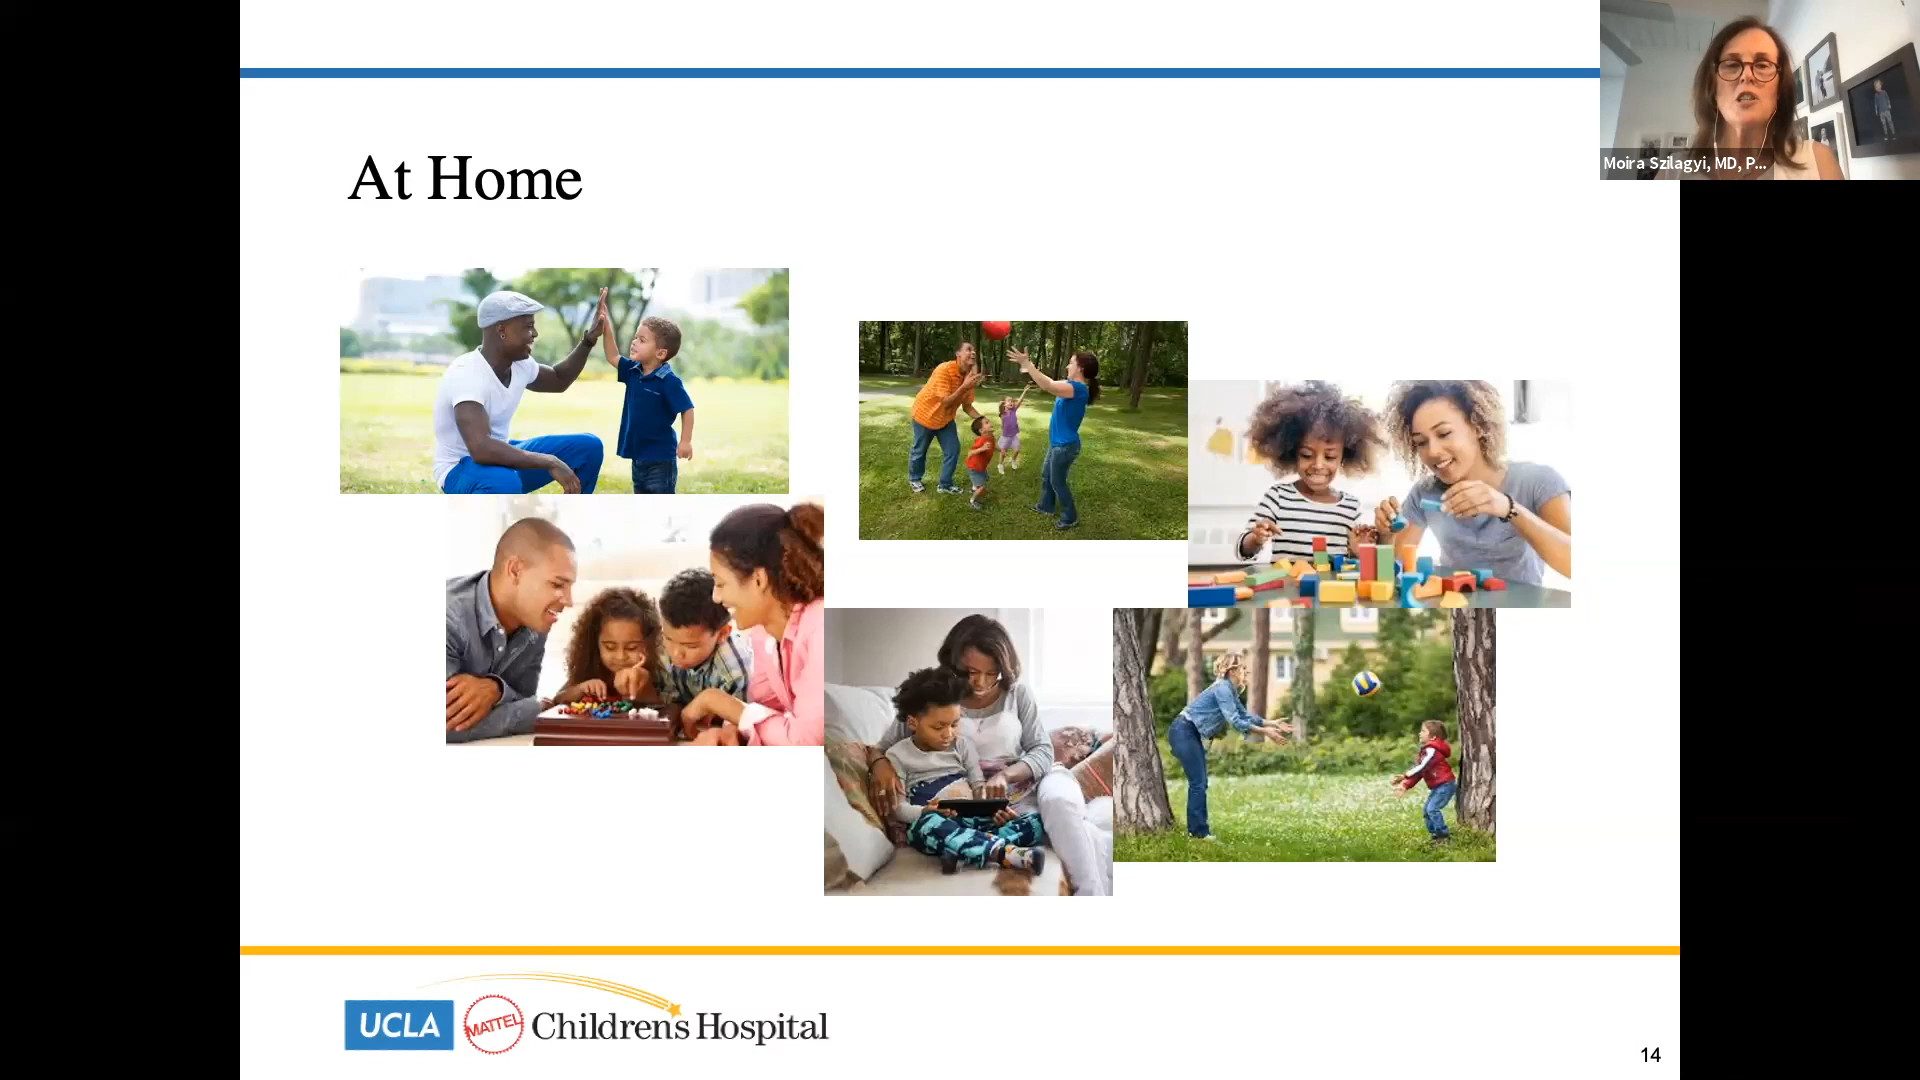 Moira Szilagyi, MD, P...
At Home
UCLA MATTEL Childrens Hospital
14